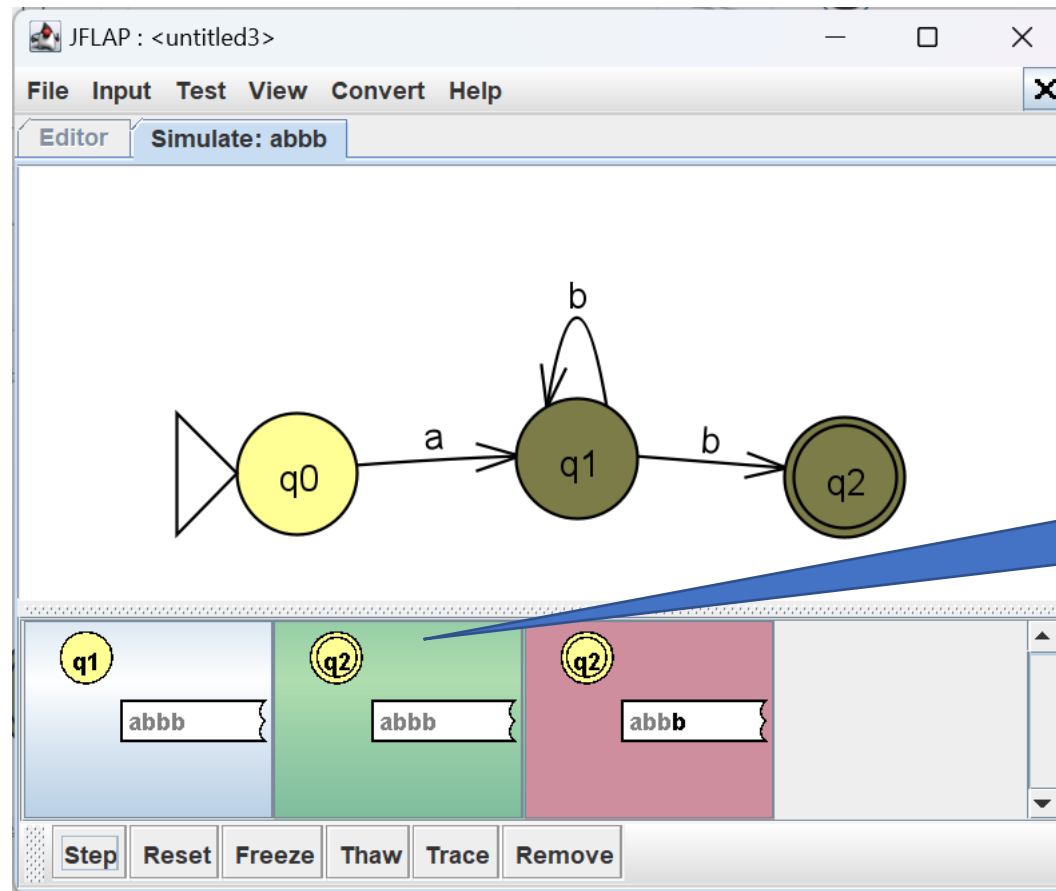 JFLAP : <untitled3>
File Input Test View Convert Help
Editor Simulate: abbb
b
a
b
q0
q1
q2
q1
q2
q2
abbb
abbb
abbb
Step Reset Freeze Thaw Trace Remove